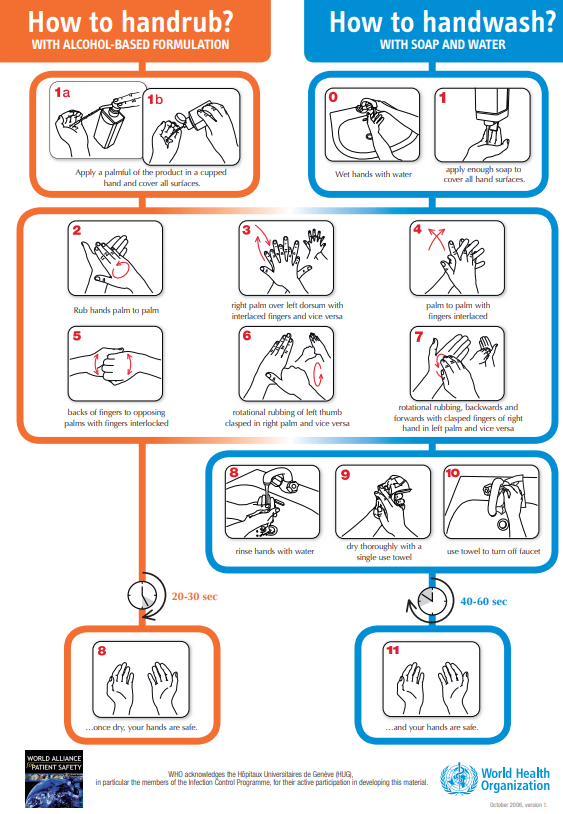 How to handrub?
WITH ALCOHOL-BASED FORMULATION
How to handwash?
WITH SOAP AND WATER
1a
1b
Apply a palmful of the product in a cupped
hand and cover all surfaces.
0
Wet hands with water
1
apply enough soap to
cover all hand surfaces.
2
Rub hands palm to palm
3
right palm over left dorsum with
interlaced fingers and vice versa
4
palm to palm with
fingers interlaced
5
backs of fingers to opposing
palms with fingers interlocked
6
rotational rubbing of left thumb
clasped in right palm and vice versa
7
rotational rubbing, backwards and
forwards with clasped fingers of right
hand in left palm and vice versa
8
rinse hands with water
9
dry thoroughly with a
single use towel
10
use towel to turn off faucet
20-30 sec
40-60 sec
8
...once dry, your hands are safe.
11
...and your hands are safe.
WORLD ALLIANCE
for PATIENT SAFETY
WHO acknowledges the Hôpitaux Universitaires de Genève (HUG),
in particular the members of the Infection Control Programme, for their active participation in developing this material.
World Health
Organization
October 2006, version 1.